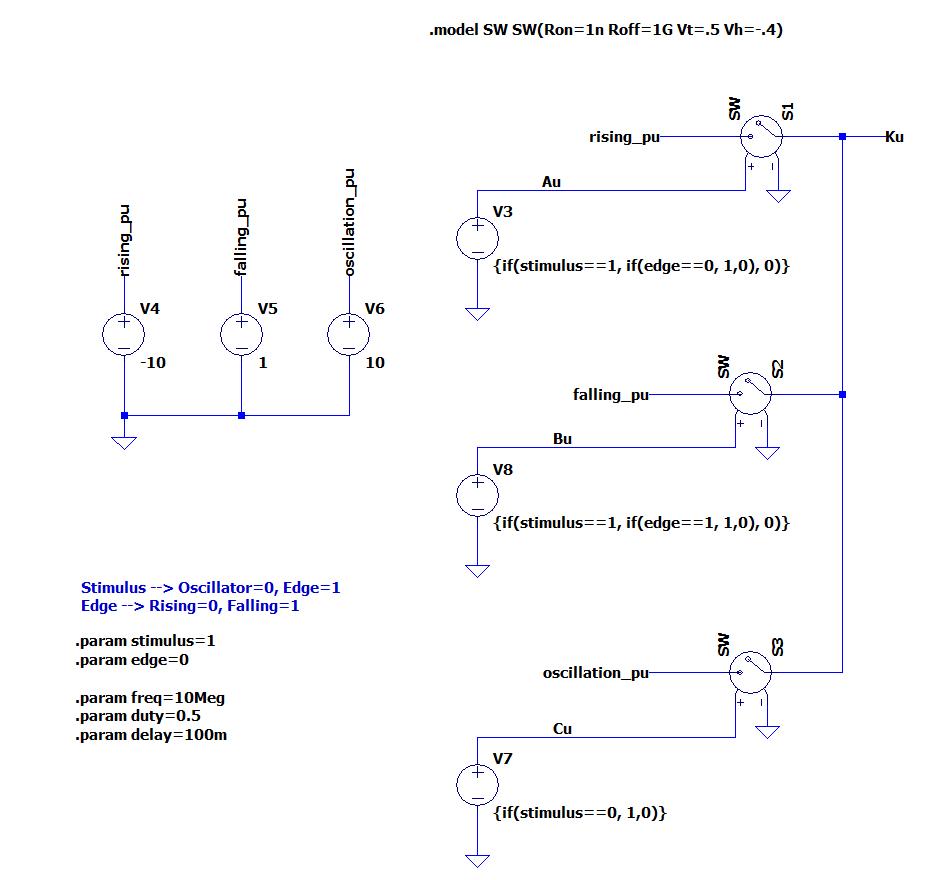 .model SW SW(Ron=1n Roff=1G Vt=.5 Vh=-.4)
SW
S1
rising_pu
Ku
+
Au
V3
+
{if(stimulus==1, if(edge==0, 1,0), 0)}
rising_pu
falling_pu
oscillation_pu
V4
V5
V6
+
+
+
-10
1
10
SW
S2
falling_pu
+
Bu
V8
+
{if(stimulus==1, if(edge==1, 1,0), 0)}
Stimulus --> Oscillator=0, Edge=1
Edge --> Rising=0, Falling=1
.param stimulus=1
.param edge=0
.param freq=10Meg
.param duty=0.5
.param delay=100m
SW
S3
oscillation_pu
+
Cu
V7
+
{if(stimulus==0, 1,0)}